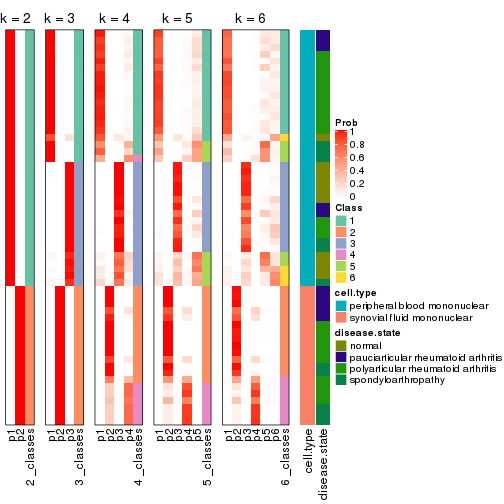 k = 2 k = 3 k = 4 k = 5 k = 6
Prob
1
0.8
0.6
0.4
0.2
0
Class
1
2
3
4
5
6
cell.type
peripheral blood mononuclear
synovial fluid mononuclear
disease.state
normal
pauciarticular rheumatoid arthritis
polyarticular rheumatoid arthritis
spondyloarthropathy
p1 p2 2_classes p1 p2 p3 3_classes p1 p2 p3 p4 4_classes p1 p2 p3 p4 p5 5_classes p1 p2 p3 p4 p5 p6 6_classes cell.type disease.state